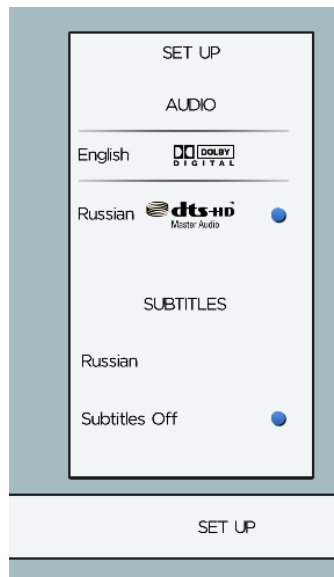 SET UP
AUDIO
English DOLBY
DIGITAL
Russian dts-HD
Master Audio
SUBTITLES
Russian
Subtitles Off
SET UP